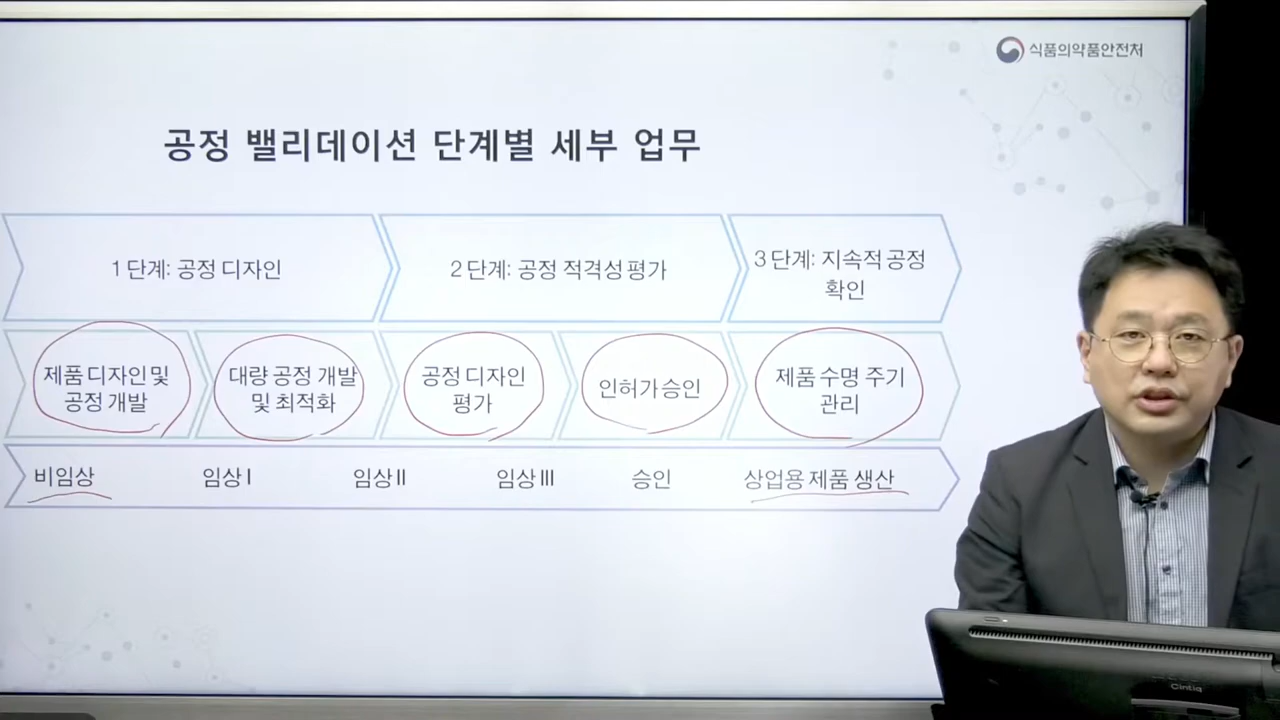 식품의약품안전처
공정 밸리데이션 단계별 세부 업무
1 단계: 공정 디자인
2 단계: 공정 적격성 평가
3 단계: 지속적 공정
확인
제품 디자인 및
공정 개발
대량 공정 개발
및 최적화
공정 디자인
평가
인허가 승인
제품 수명 주기
관리
비임상
임상 I
임상 II
임상 III
승인
상업용 제품 생산
Cintiq